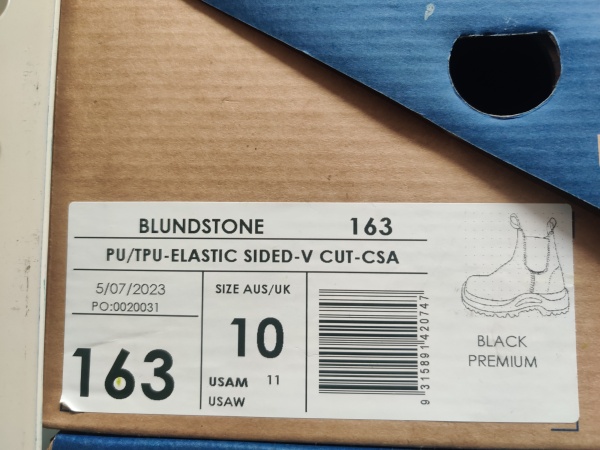 BLUNDSTONE 163
PU/TPU-ELASTIC SIDED-V CUT-CSA
5/07/2023
PO:0020031
163
SIZE AUS/UK
10
USAM 11
USAW
9 315891 420747
BLACK
PREMIUM